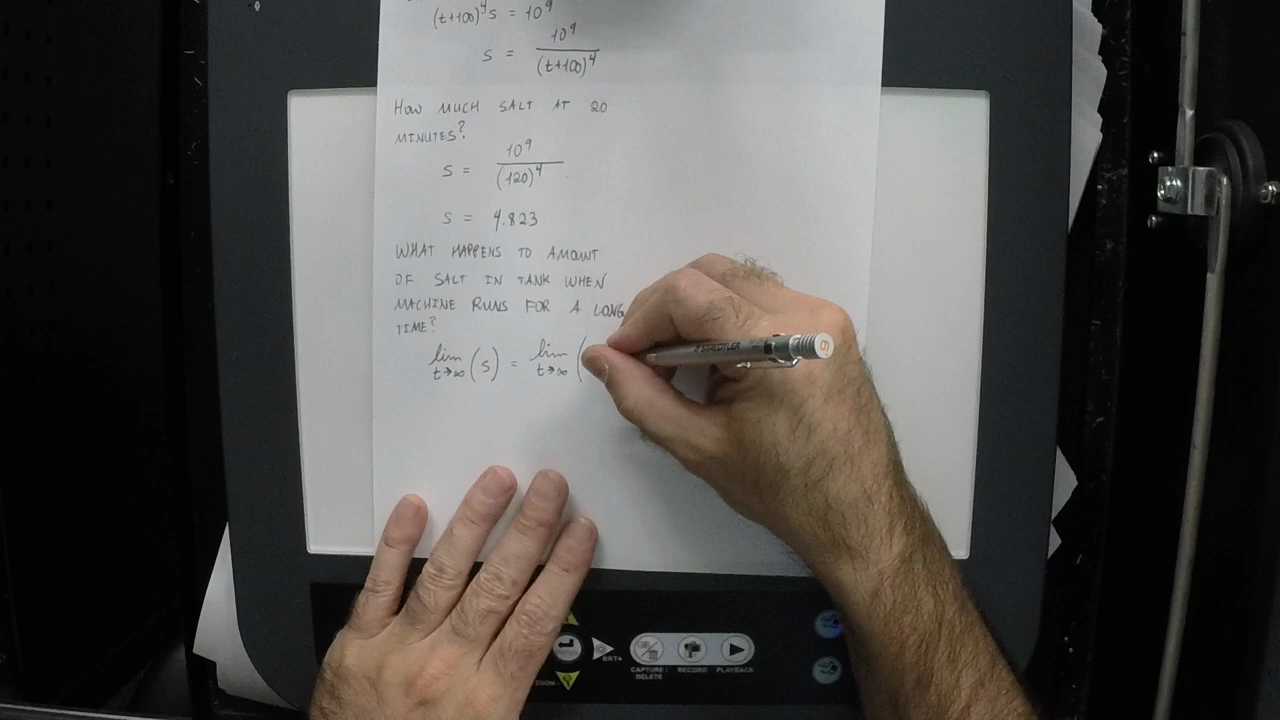 (t+100)⁴s = 10⁹
s = 10⁹/(t+100)⁴
HOW MUCH SALT AT 20
MINUTES?
s = 10⁹/(120)⁴
s = 4.823
WHAT HAPPENS TO AMOUNT
OF SALT IN TANK WHEN
MACHINE RUNS FOR A LONG
TIME?
lim t→∞ (s) = lim t→∞ (
STAEDTLER
BRT+
CAPTURE/
DELETE
RECORD
PLAYBACK
ZOOM-